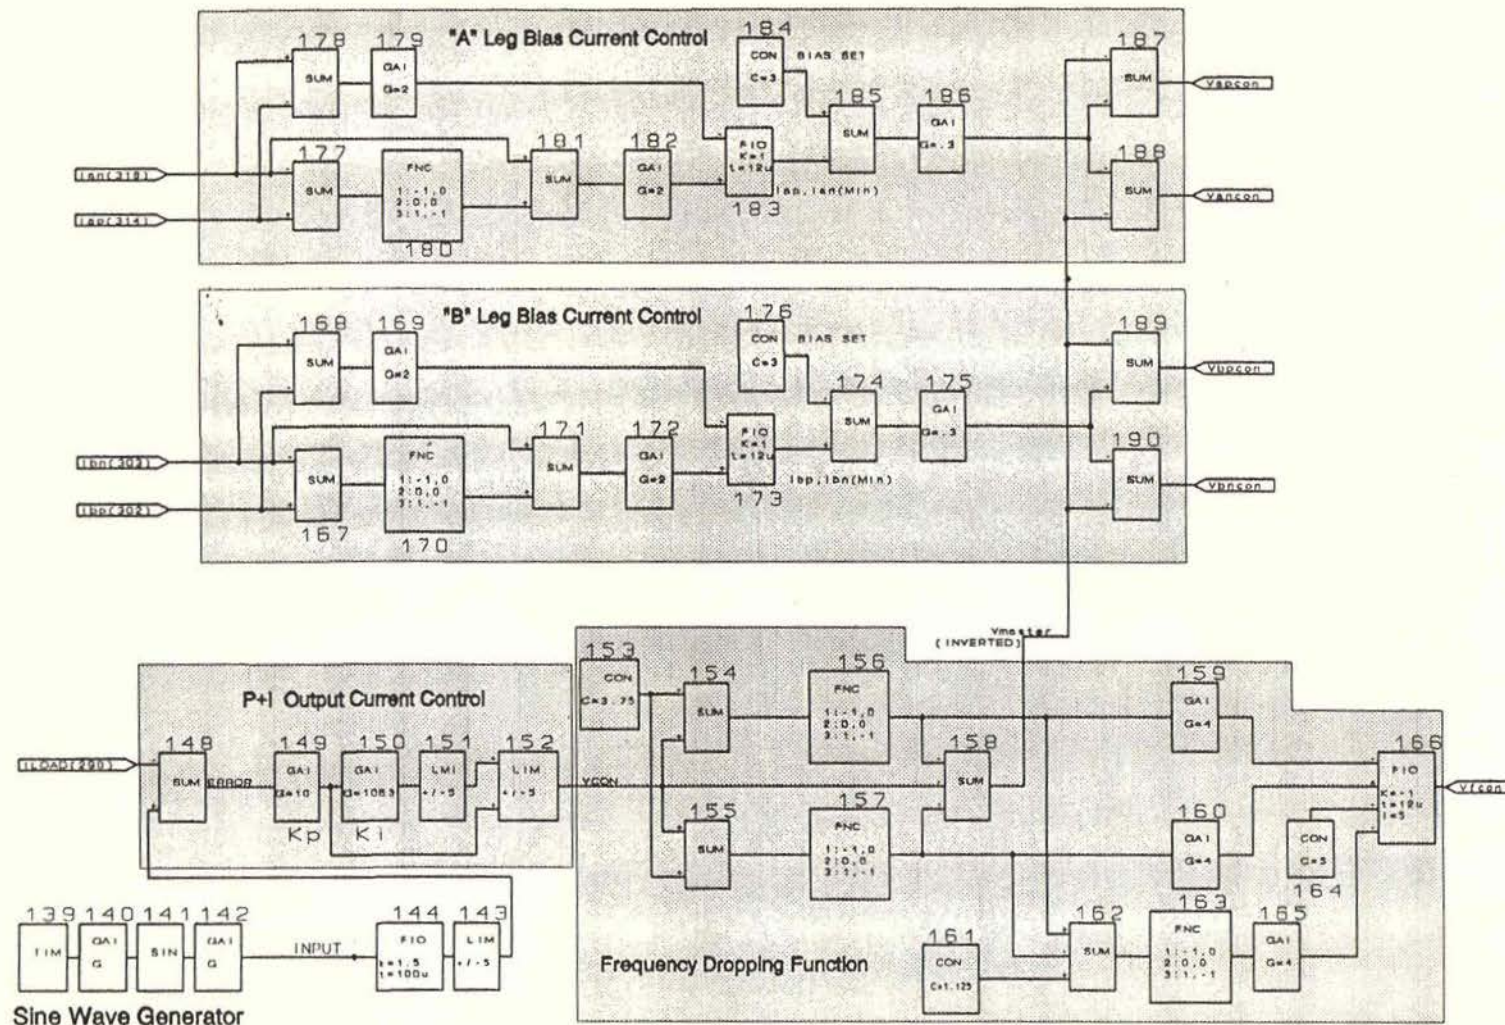 "A" Leg Bias Current Control
178
SUM
179
GAI
G=2
184
CON
C=3
BIAS SET
187
SUM
Vapcon
185
SUM
186
GAI
G=.3
177
SUM
FNC
1:-1,0
2:0,0
3:1,-1
180
181
SUM
182
GAI
G=2
FIO
K=1
t=12u
183
Iap,Ian(Min)
188
SUM
Vancon
Ian(318)
Iap(314)
"B" Leg Bias Current Control
168
SUM
169
GAI
G=2
176
CON
C=3
BIAS SET
189
SUM
Vbpcon
174
SUM
175
GAI
G=.3
SUM
167
FNC
1:-1,0
2:0,0
3:1,-1
170
171
SUM
172
GAI
G=2
FIO
K=1
t=12u
173
Ibp,Ibn(Min)
190
SUM
Vbncon
Ibn(303)
Ibp(302)
Vmaster
(INVERTED)
P+I Output Current Control
ILOAD(290)
148
SUM
ERROR
149
GAI
G=10
Kp
150
GAI
Ki
151
LMI
+/-5
152
LIM
+/-5
VCON
153
CON
C=3.75
154
SUM
155
SUM
156
FNC
1:-1,0
2:0,0
3:1,-1
157
FNC
1:-1,0
2:0,0
3:1,-1
158
SUM
159
GAI
G=4
160
GAI
G=4
CON
C=5
164
166
FIO
K=-1
t=12u
I=5
Vfcon
161
CON
C=1.125
162
SUM
163
FNC
1:-1,0
2:0,0
3:1,-1
165
GAI
G=4
Frequency Dropping Function
139
TIM
140
GAI
G
141
SIN
142
GAI
G
INPUT
144
FIO
k=1.5
t=100u
143
LIM
+/-5
Sine Wave Generator